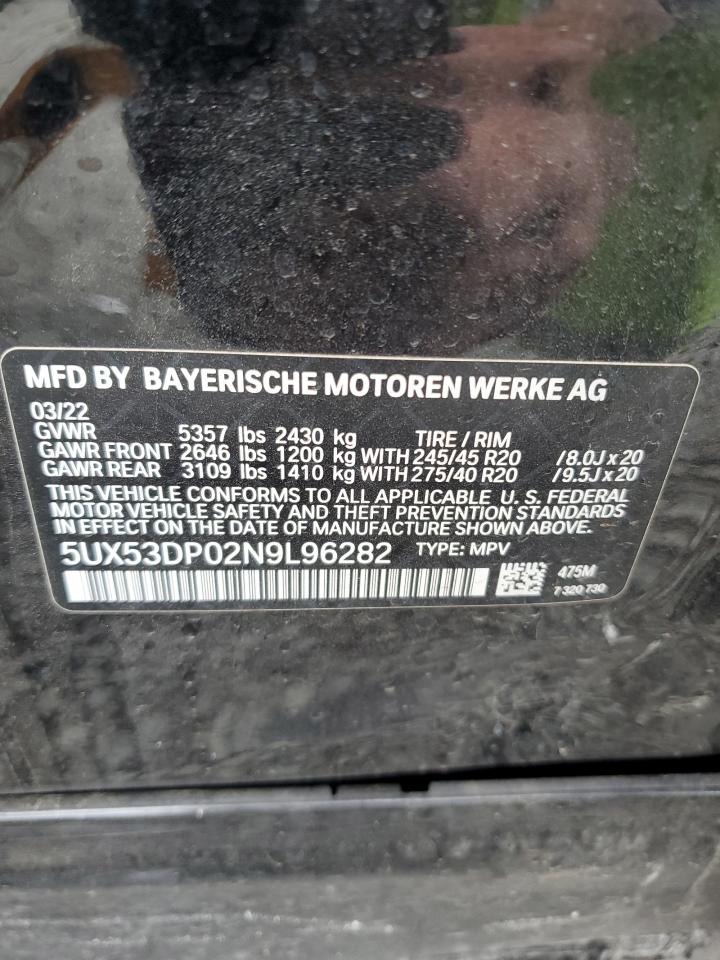 MFD BY BAYERISCHE MOTOREN WERKE AG
03/22
GVWR 5357 lbs 2430 kg TIRE / RIM
GAWR FRONT 2646 lbs 1200 kg WITH 245/45 R20 /8.0J x 20
GAWR REAR 3109 lbs 1410 kg WITH 275/40 R20 /9.5J x 20
THIS VEHICLE CONFORMS TO ALL APPLICABLE U. S. FEDERAL
MOTOR VEHICLE SAFETY AND THEFT PREVENTION STANDARDS
IN EFFECT ON THE DATE OF MANUFACTURE SHOWN ABOVE.
5UX53DP02N9L96282 TYPE: MPV
475M
7 320 730